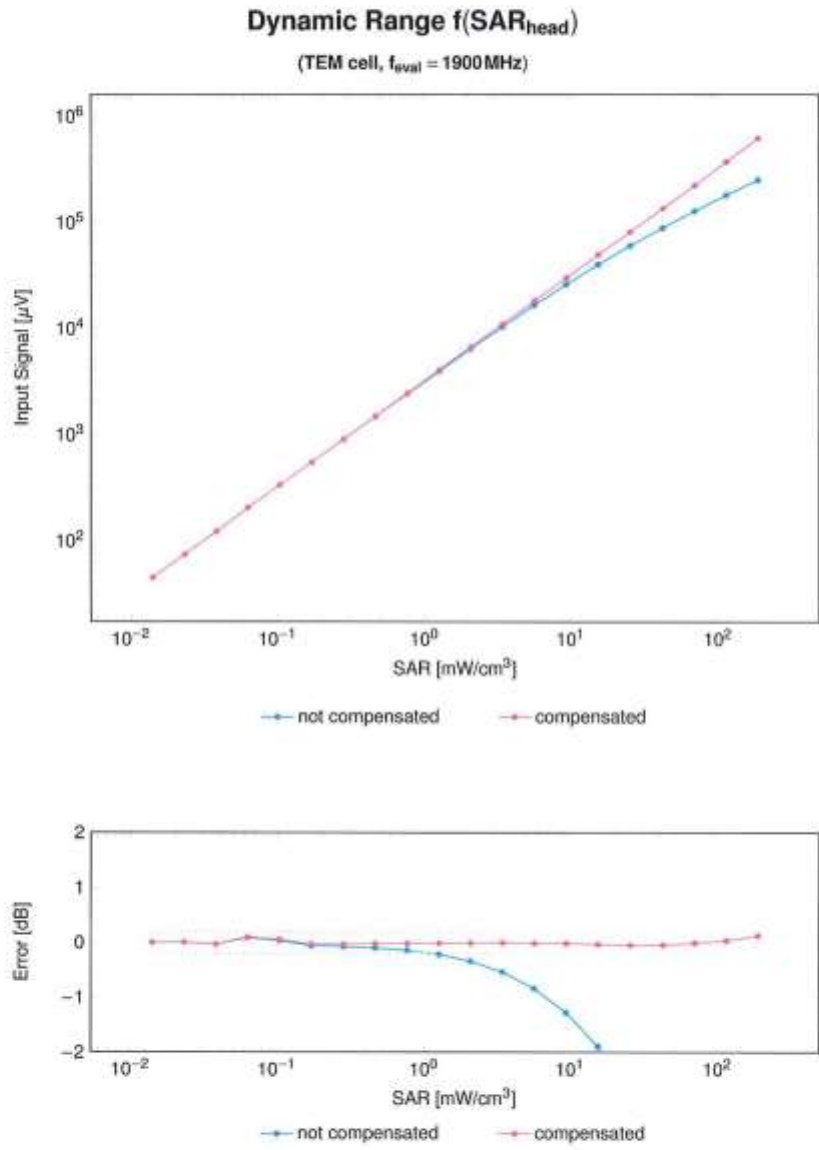 Dynamic Range f(SAR_head)
(TEM cell, f_eval = 1900 MHz)
10⁶
10⁵
10⁴
10³
10²
Input Signal [µV]
10⁻² 10⁻¹ 10⁰ 10¹ 10²
SAR [mW/cm³]
not compensated compensated
2
1
0
−1
−2
Error [dB]
10⁻² 10⁻¹ 10⁰ 10¹ 10²
SAR [mW/cm³]
not compensated compensated